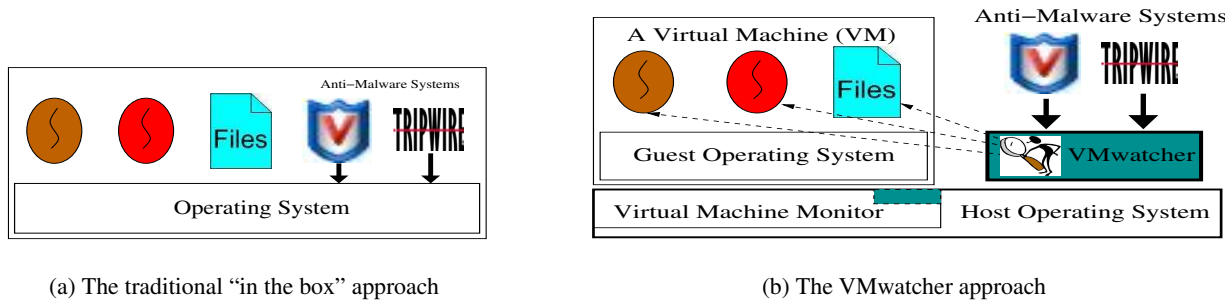 Anti−Malware Systems
V
TRIPWIRE
Files
Operating System
(a) The traditional “in the box” approach
A Virtual Machine (VM)
Files
Guest Operating System
Anti−Malware Systems
V
TRIPWIRE
VMwatcher
Virtual Machine Monitor
Host Operating System
(b) The VMwatcher approach